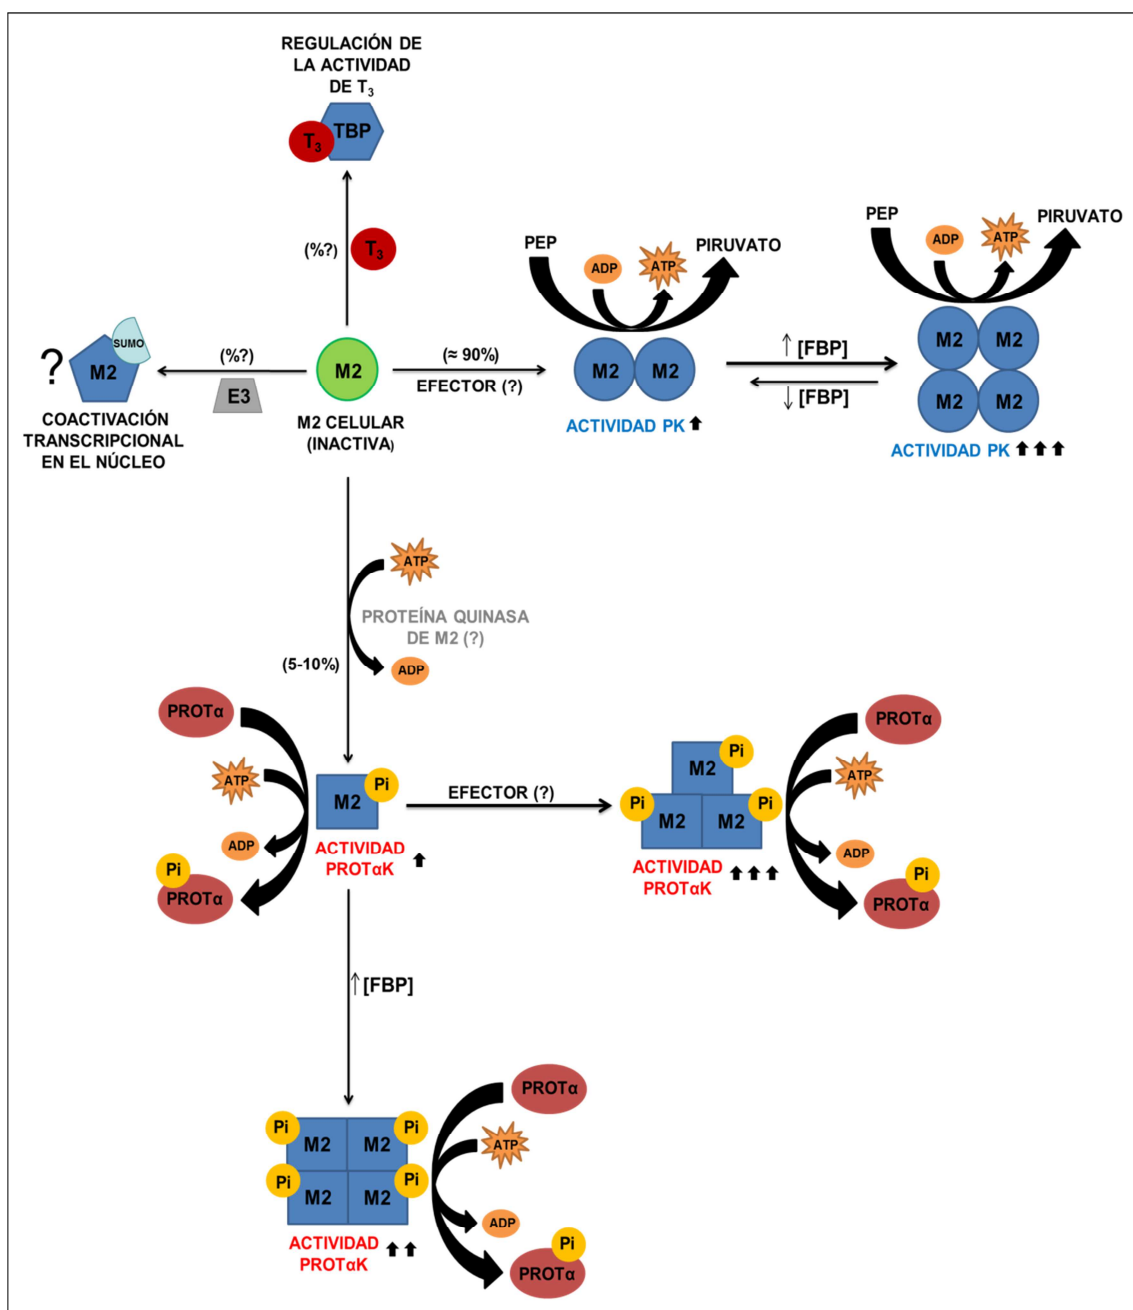 REGULACIÓN DE
LA ACTIVIDAD
DE T3
T3
TBP
(%?)
T3
PEP
ADP
ATP
PIRUVATO
PEP
ADP
ATP
PIRUVATO
?
M2
SUMO
(%?)
E3
COACTIVACIÓN
TRANSCRIPCIONAL
EN EL NÚCLEO
M2
M2 CELULAR
(INACTIVA)
(≈ 90%)
EFECTOR (?)
M2 M2
ACTIVIDAD PK ⬆
↑ [FBP]
↓ [FBP]
M2 M2
M2 M2
ACTIVIDAD PK ⬆ ⬆ ⬆
ATP
PROTEÍNA QUINASA
DE M2 (?)
ADP
(5-10%)
PROTα
ATP
ADP
Pi
PROTα
M2
Pi
ACTIVIDAD
PROTαK ⬆
EFECTOR (?)
M2
Pi
Pi
M2
M2
Pi
ACTIVIDAD
PROTαK ⬆ ⬆ ⬆
PROTα
ATP
ADP
Pi
PROTα
↑ [FBP]
Pi
M2 M2
Pi
Pi
M2 M2
Pi
ACTIVIDAD
PROTαK ⬆ ⬆
PROTα
ATP
ADP
Pi
PROTα